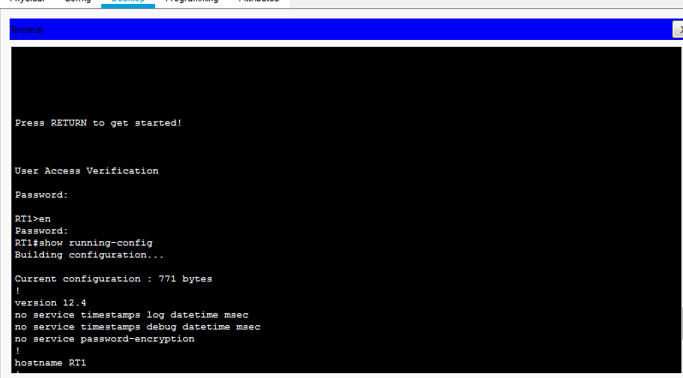 Physical Config Desktop Programming Attributes
Terminal
X
Press RETURN to get started!
User Access Verification
Password:
RT1>en
Password:
RT1#show running-config
Building configuration...
Current configuration : 771 bytes
!
version 12.4
no service timestamps log datetime msec
no service timestamps debug datetime msec
no service password-encryption
!
hostname RT1
!